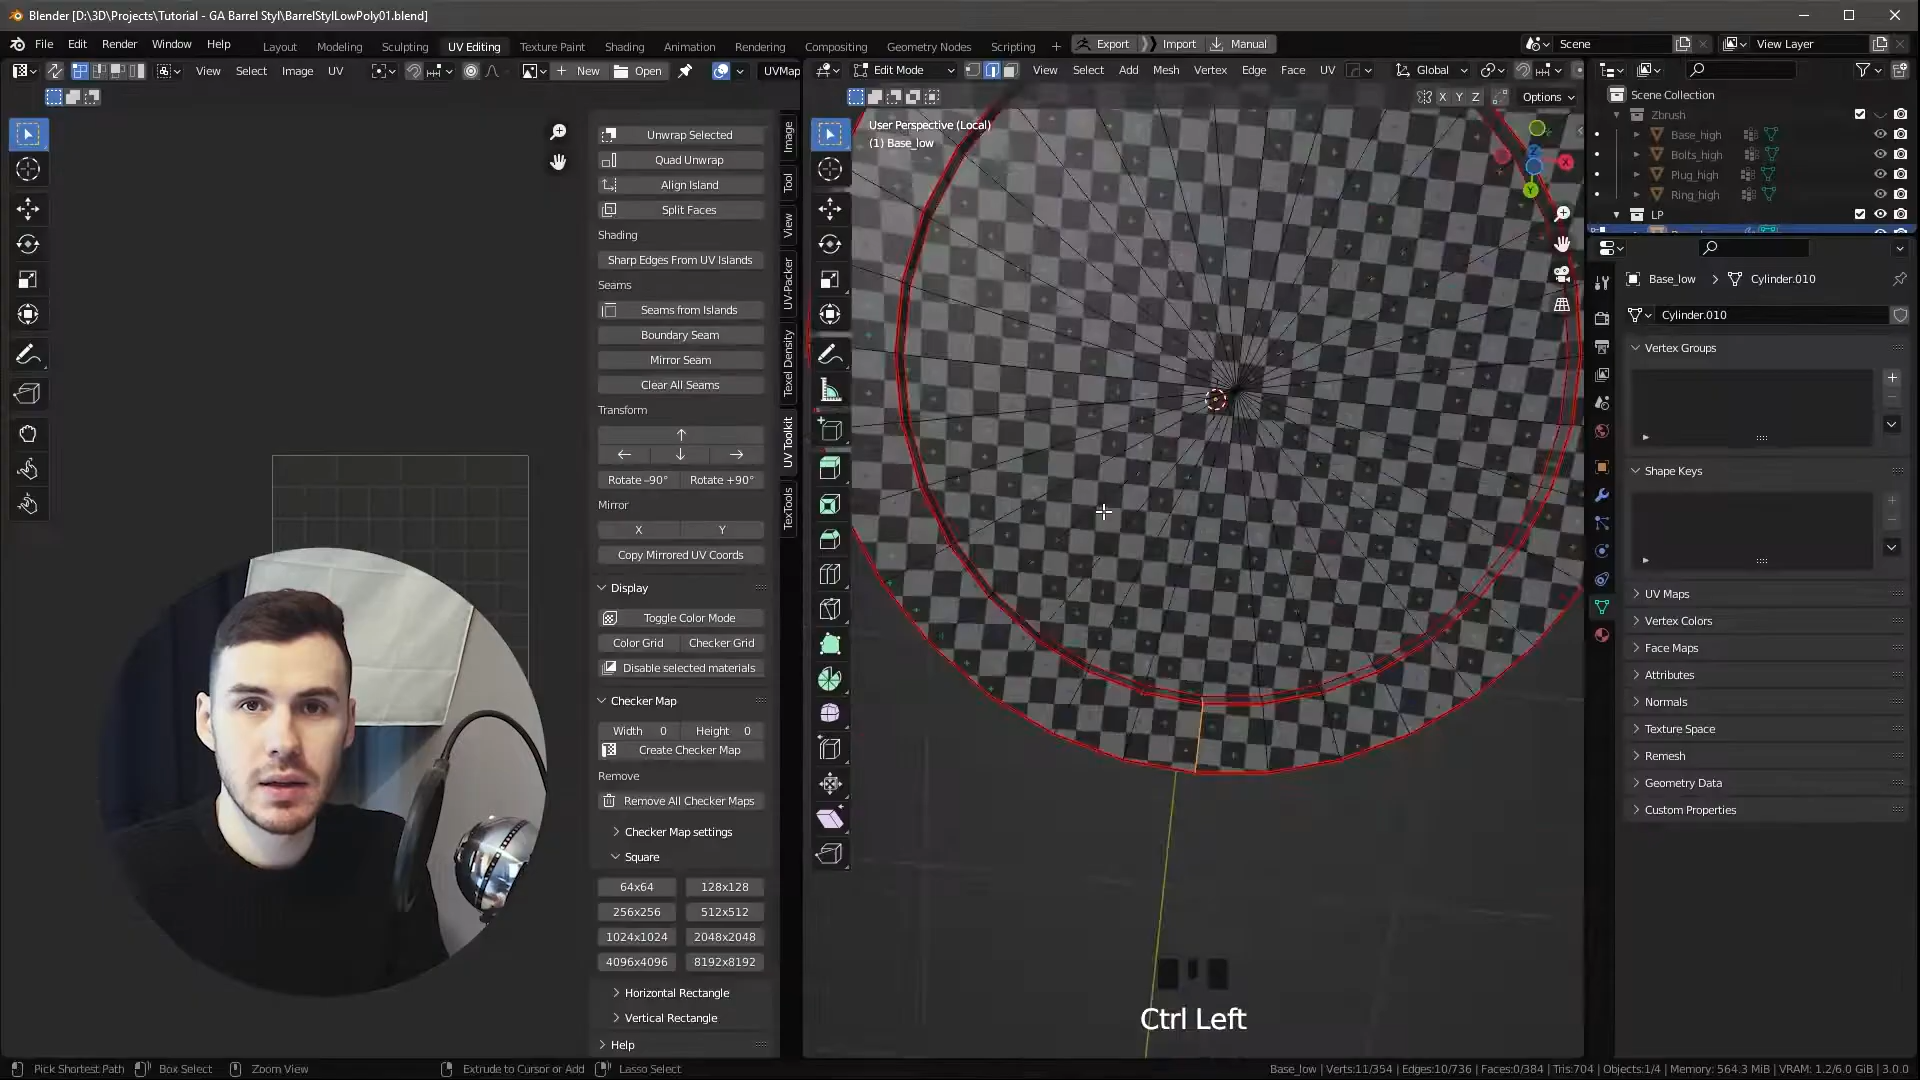 Blender [D:\3D\Projects\Tutorial - GA Barrel Styl\BarrelStylLowPoly01.blend]
File Edit Render Window Help
Layout Modeling Sculpting UV Editing Texture Paint Shading Animation Rendering Compositing Geometry Nodes Scripting +
Export Import Manual
Scene
View Layer
View Select Image UV
New Open
UVMap
Edit Mode
View Select Add Mesh Vertex Edge Face UV
Global
X Y Z
Options
User Perspective (Local)
(1) Base_low
X
Y
Z
Unwrap Selected
Quad Unwrap
Align Island
Split Faces
Shading
Sharp Edges From UV Islands
Seams
Seams from Islands
Boundary Seam
Mirror Seam
Clear All Seams
Transform
Rotate -90° Rotate +90°
Mirror
X Y
Copy Mirrored UV Coords
Display
Toggle Color Mode
Color Grid Checker Grid
Disable selected materials
Checker Map
Width 0 Height 0
Create Checker Map
Remove
Remove All Checker Maps
Checker Map settings
Square
64x64 128x128
256x256 512x512
1024x1024 2048x2048
4096x4096 8192x8192
Horizontal Rectangle
Vertical Rectangle
Help
Image
Tool
View
UV-Packer
Texel Density
UV Toolkit
TexTools
Ctrl Left
Scene Collection
Zbrush
Base_high
Bolts_high
Plug_high
Ring_high
LP
Base_low > Cylinder.010
Cylinder.010
Vertex Groups
Shape Keys
UV Maps
Vertex Colors
Face Maps
Attributes
Normals
Texture Space
Remesh
Geometry Data
Custom Properties
Pick Shortest Path Box Select Zoom View Extrude to Cursor or Add Lasso Select
Base_low | Verts:11/354 | Edges:10/736 | Faces:0/384 | Tris:704 | Objects:1/4 | Memory: 564.3 MiB | VRAM: 1.2/6.0 GiB | 3.0.0